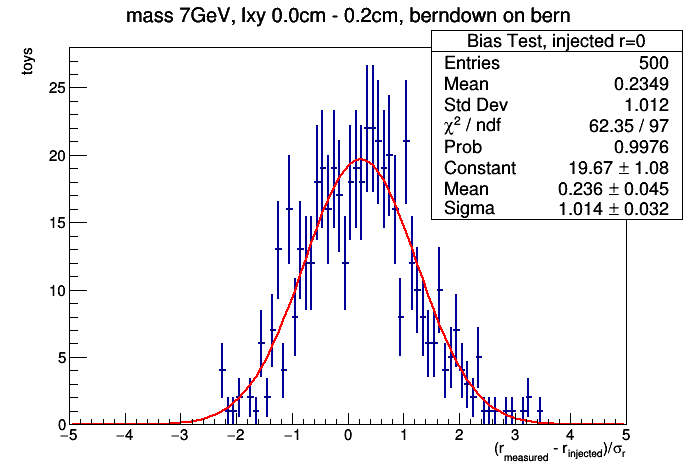 mass 7GeV, lxy 0.0cm - 0.2cm, berndown on bern
Bias Test, injected r=0
Entries 500
Mean 0.2349
Std Dev 1.012
χ² / ndf 62.35 / 97
Prob 0.9976
Constant 19.67 ± 1.08
Mean 0.236 ± 0.045
Sigma 1.014 ± 0.032
toys
25
20
15
10
5
0
−5 −4 −3 −2 −1 0 1 2 3 4 5
(r_measured - r_injected)/σ_r